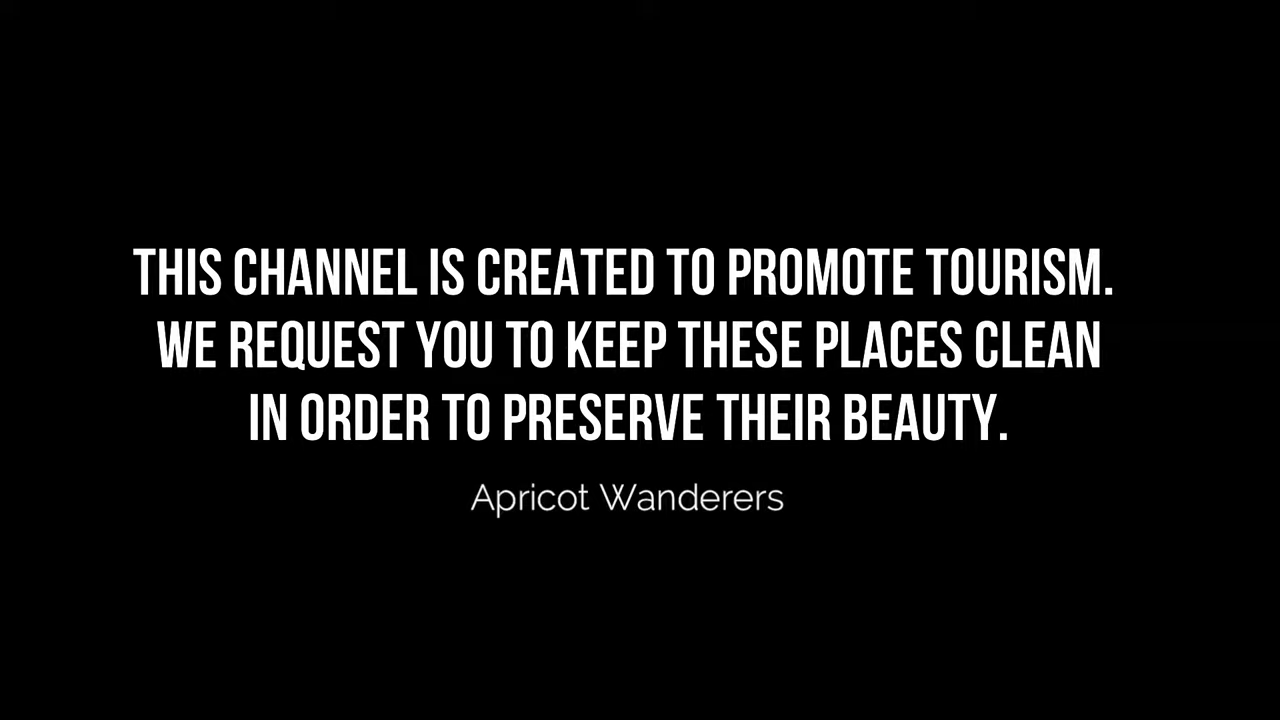 THIS CHANNEL IS CREATED TO PROMOTE TOURISM.
WE REQUEST YOU TO KEEP THESE PLACES CLEAN
IN ORDER TO PRESERVE THEIR BEAUTY.
Apricot Wanderers